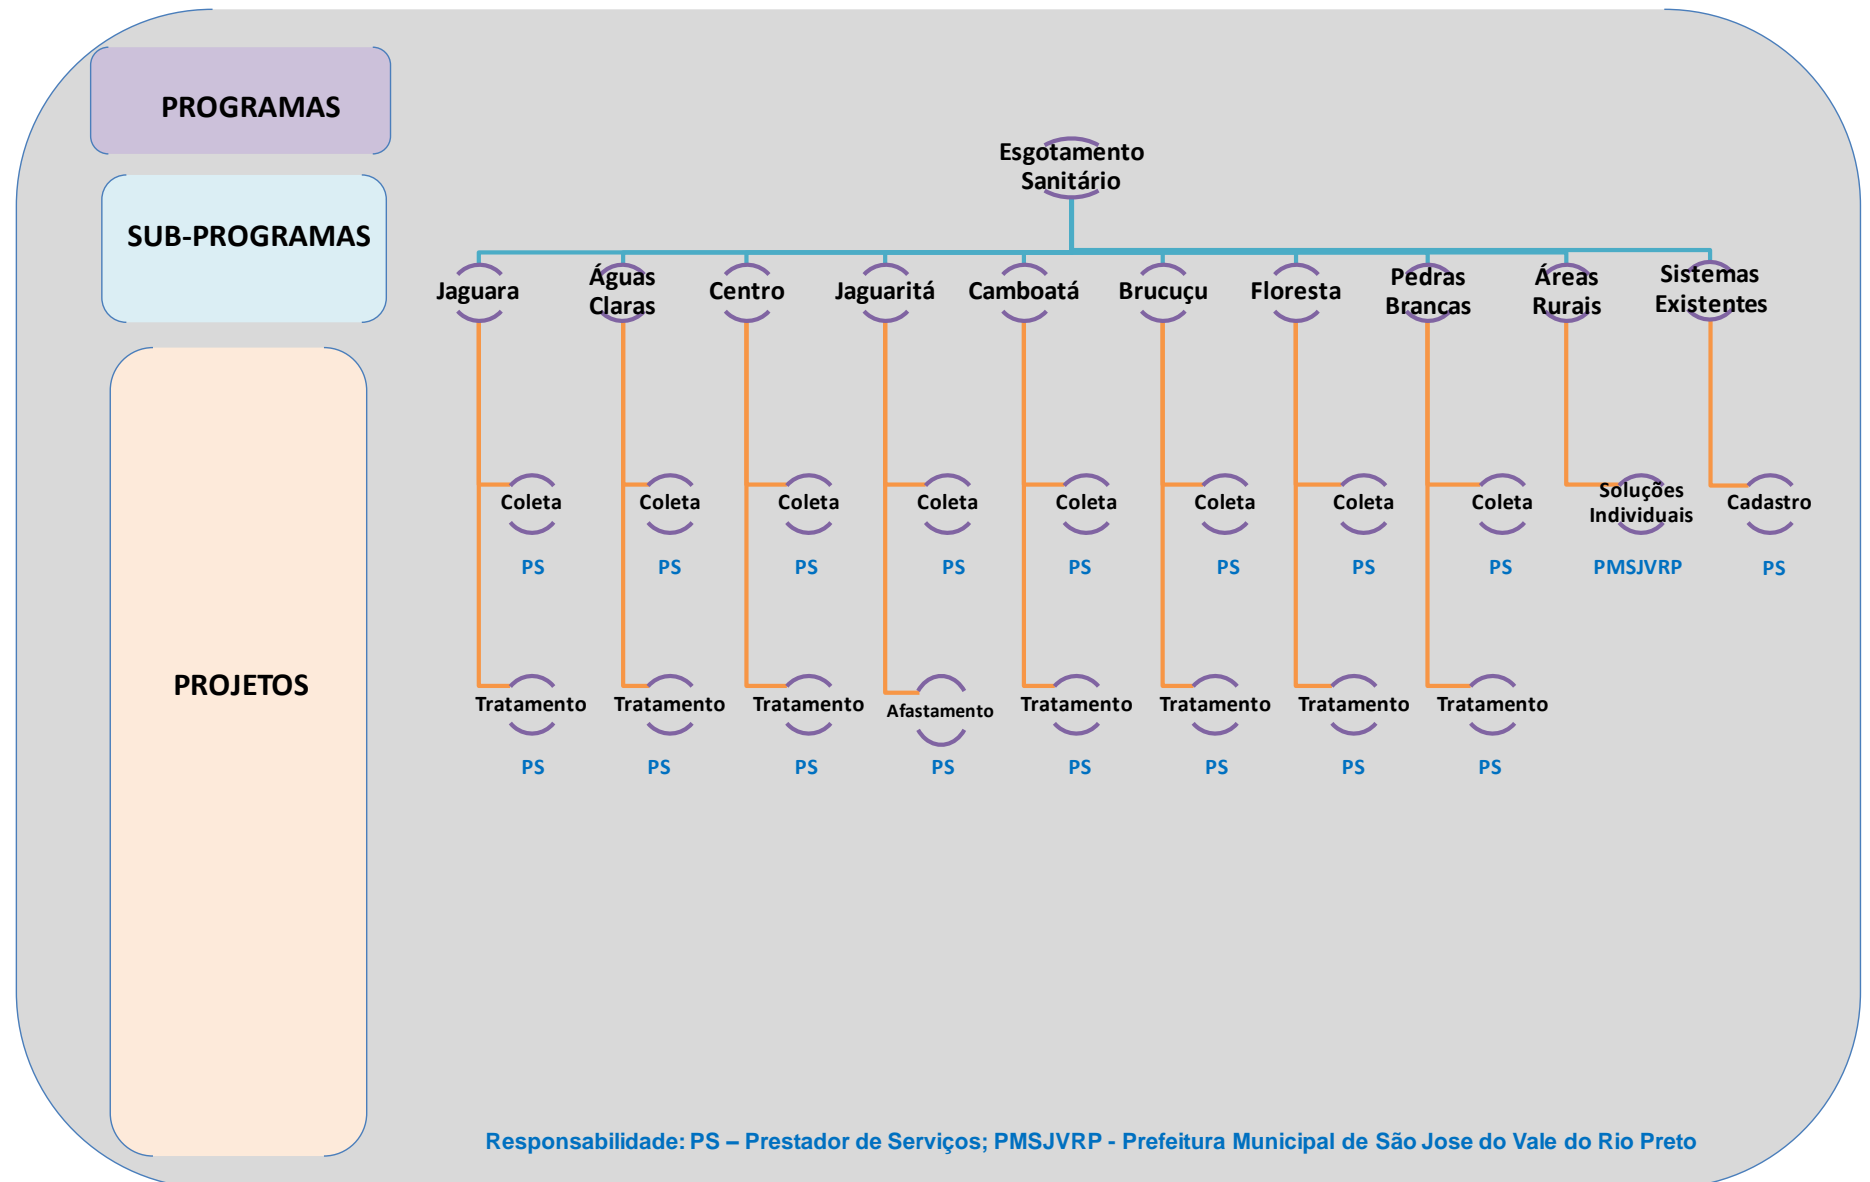 PROGRAMAS
Esgotamento
Sanitário
SUB-PROGRAMAS
Jaguara
Águas
Claras
Centro
Jaguaritá
Camboatá
Brucuçu
Floresta
Pedras
Brancas
Áreas
Rurais
Sistemas
Existentes
PROJETOS
Coleta
Coleta
Coleta
Coleta
Coleta
Coleta
Coleta
Coleta
Soluções
Individuais
Cadastro
PS
PS
PS
PS
PS
PS
PS
PS
PMSJVRP
PS
Tratamento
Tratamento
Tratamento
Afastamento
Tratamento
Tratamento
Tratamento
Tratamento
PS
PS
PS
PS
PS
PS
PS
PS
Responsabilidade: PS – Prestador de Serviços; PMSJVRP - Prefeitura Municipal de São Jose do Vale do Rio Preto